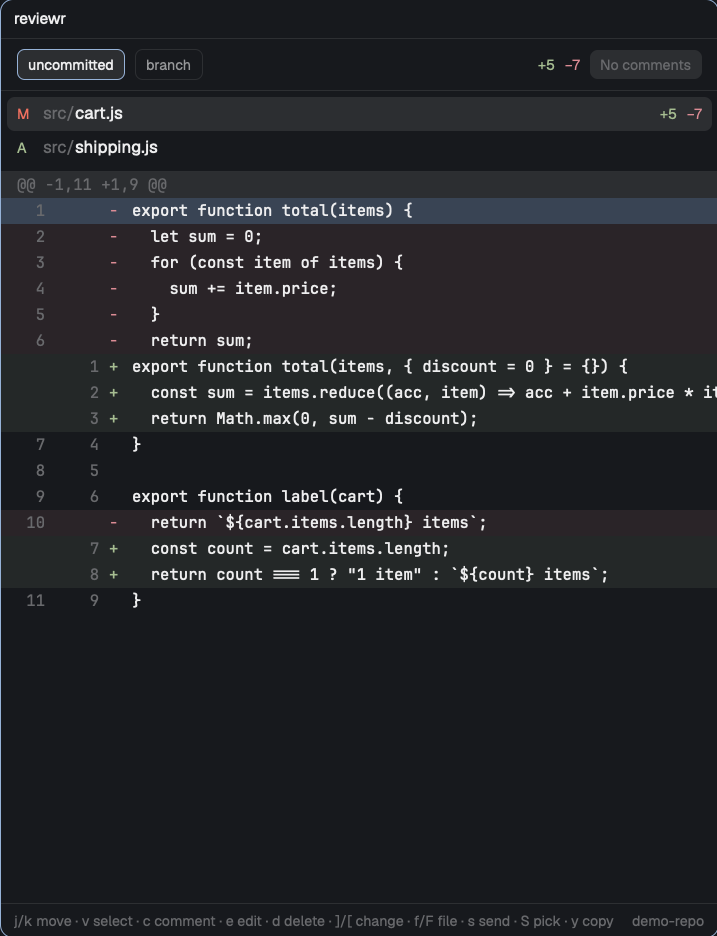 reviewr
uncommitted branch +5 −7 No comments
M src/cart.js +5 −7
A src/shipping.js
@@ -1,11 +1,9 @@
1 - export function total(items) {
2 - let sum = 0;
3 - for (const item of items) {
4 - sum += item.price;
5 - }
6 - return sum;
1 + export function total(items, { discount = 0 } = {}) {
2 + const sum = items.reduce((acc, item) => acc + item.price * it
3 + return Math.max(0, sum - discount);
7 4 }
8 5
9 6 export function label(cart) {
10 - return `${cart.items.length} items`;
7 + const count = cart.items.length;
8 + return count === 1 ? "1 item" : `${count} items`;
11 9 }
j/k move · v select · c comment · e edit · d delete · ]/[ change · f/F file · s send · S pick · y copy demo-repo